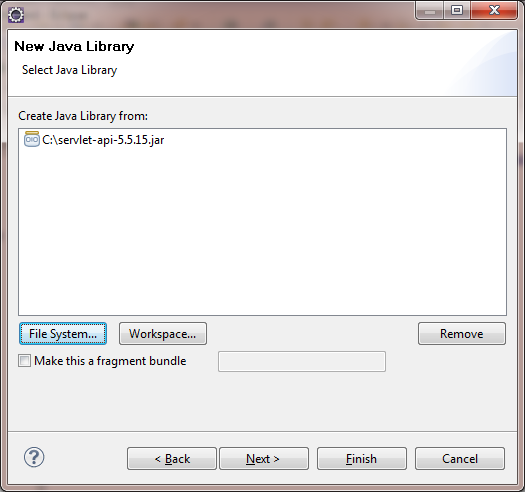 New Java Library
Select Java Library
Create Java Library from:
C:\servlet-api-5.5.15.jar
File System... Workspace... Remove
Make this a fragment bundle
? < Back Next > Finish Cancel